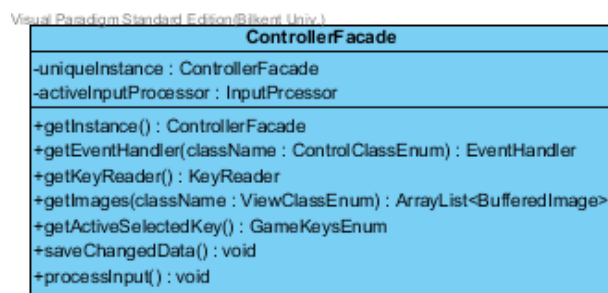 Visual Paradigm Standard Edition(Bilkent Univ.)
ControllerFacade
-uniqueInstance : ControllerFacade
-activeInputProcessor : InputPrcessor
+getInstance() : ControllerFacade
+getEventHandler(className : ControlClassEnum) : EventHandler
+getKeyReader() : KeyReader
+getImages(className : ViewClassEnum) : ArrayList<BufferedImage>
+getActiveSelectedKey() : GameKeysEnum
+saveChangedData() : void
+processInput() : void